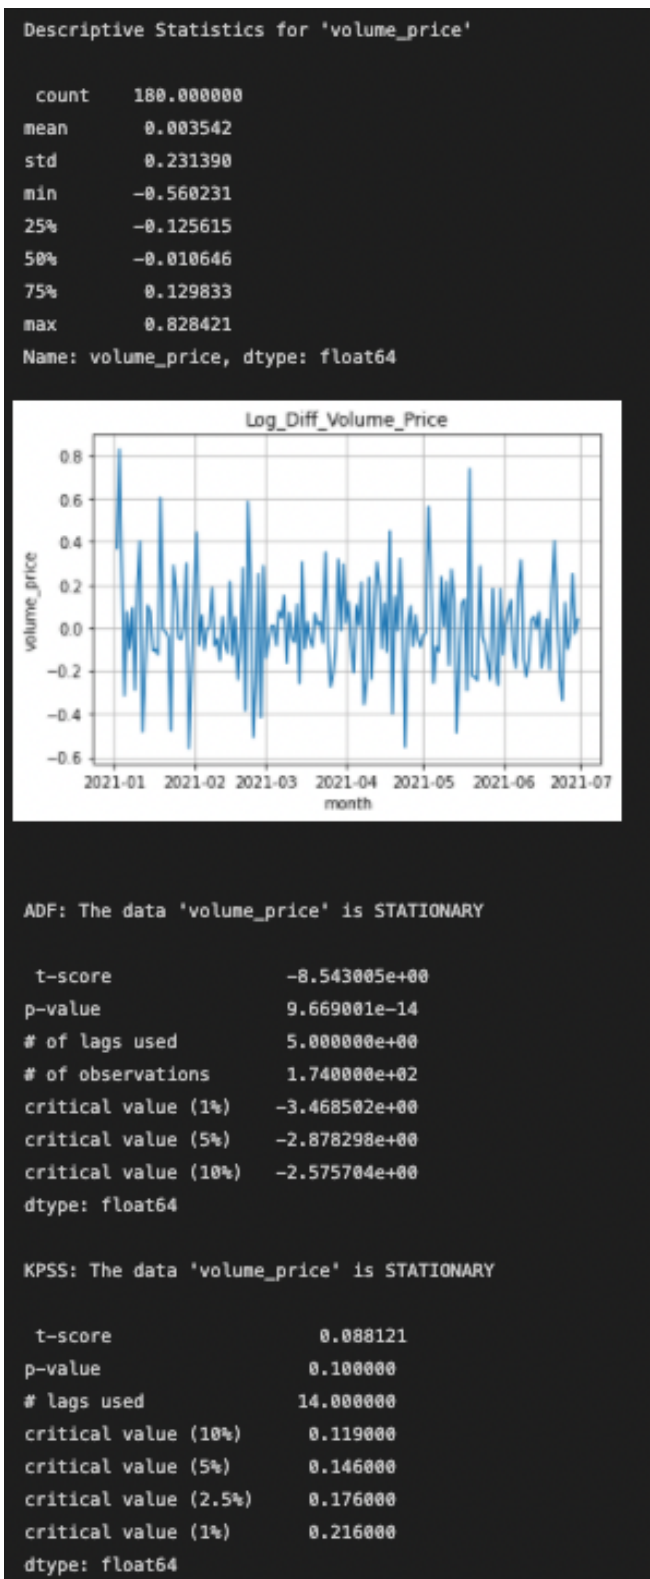 Descriptive Statistics for 'volume_price'
count 180.000000
mean 0.003542
std 0.231390
min -0.560231
25% -0.125615
50% -0.010646
75% 0.129833
max 0.828421
Name: volume_price, dtype: float64
Log_Diff_Volume_Price
volume_price
0.8
0.6
0.4
0.2
0.0
-0.2
-0.4
-0.6
2021-01 2021-02 2021-03 2021-04 2021-05 2021-06 2021-07
month
ADF: The data 'volume_price' is STATIONARY
t-score -8.543005e+00
p-value 9.669001e-14
# of lags used 5.000000e+00
# of observations 1.740000e+02
critical value (1%) -3.468502e+00
critical value (5%) -2.878298e+00
critical value (10%) -2.575704e+00
dtype: float64
KPSS: The data 'volume_price' is STATIONARY
t-score 0.088121
p-value 0.100000
# lags used 14.000000
critical value (10%) 0.119000
critical value (5%) 0.146000
critical value (2.5%) 0.176000
critical value (1%) 0.216000
dtype: float64